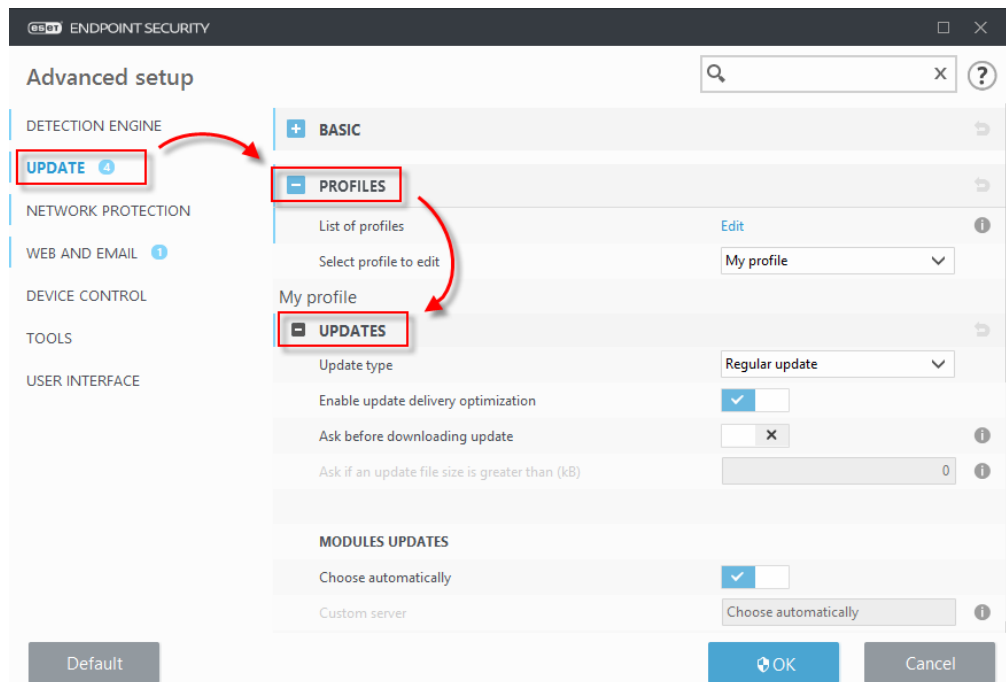 eset ENDPOINT SECURITY
Advanced setup
x
?
DETECTION ENGINE
UPDATE 4
NETWORK PROTECTION
WEB AND EMAIL 1
DEVICE CONTROL
TOOLS
USER INTERFACE
BASIC
PROFILES
List of profiles Edit
Select profile to edit My profile
My profile
UPDATES
Update type Regular update
Enable update delivery optimization
Ask before downloading update
Ask if an update file size is greater than (kB) 0
MODULES UPDATES
Choose automatically
Custom server Choose automatically
Default
OK
Cancel